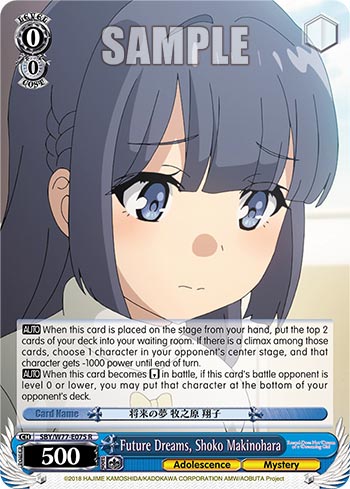 LEVEL
0
0
COST
SAMPLE
AUTO When this card is placed on the stage from your hand, put the top 2
cards of your deck into your waiting room. If there is a climax among those
cards, choose 1 character in your opponent's center stage, and that
character gets -1000 power until end of turn.
AUTO When this card becomes in battle, if this card's battle opponent is
level 0 or lower, you may put that character at the bottom of your
opponent's deck.
Card Name 将来の夢 牧之原 翔子
CH SBY/W77-E075 R
500
Future Dreams, Shoko Makinohara
Adolescence Mystery
©2018 HAJIME KAMOSHIDA/KADOKAWA CORPORATION AMW/AOBUTA Project